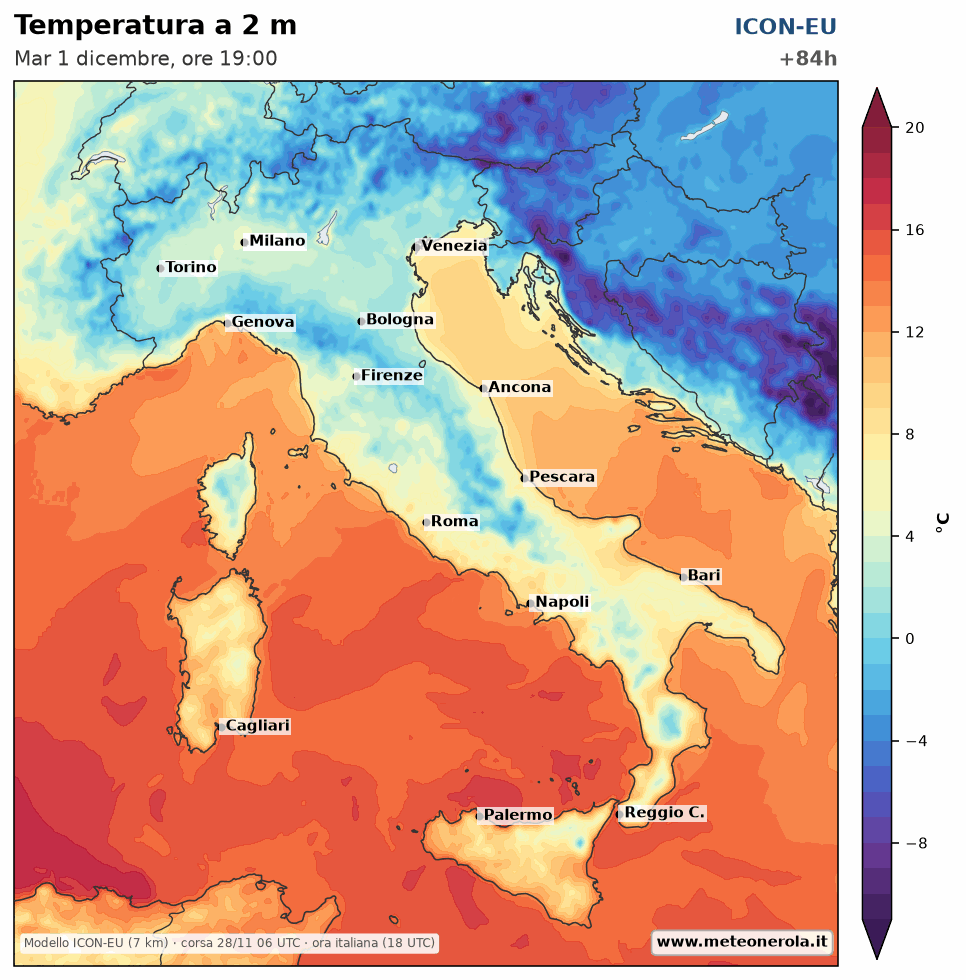 Temperatura a 2 m
ICON-EU
Mar 1 dicembre, ore 19:00
+84h
20
16
12
8
4
0
−4
−8
°C
Milano
Venezia
Torino
Genova
Bologna
Firenze
Ancona
Pescara
Roma
Bari
Napoli
Cagliari
Palermo
Reggio C.
Modello ICON-EU (7 km) · corsa 28/11 06 UTC · ora italiana (18 UTC)
www.meteonerola.it